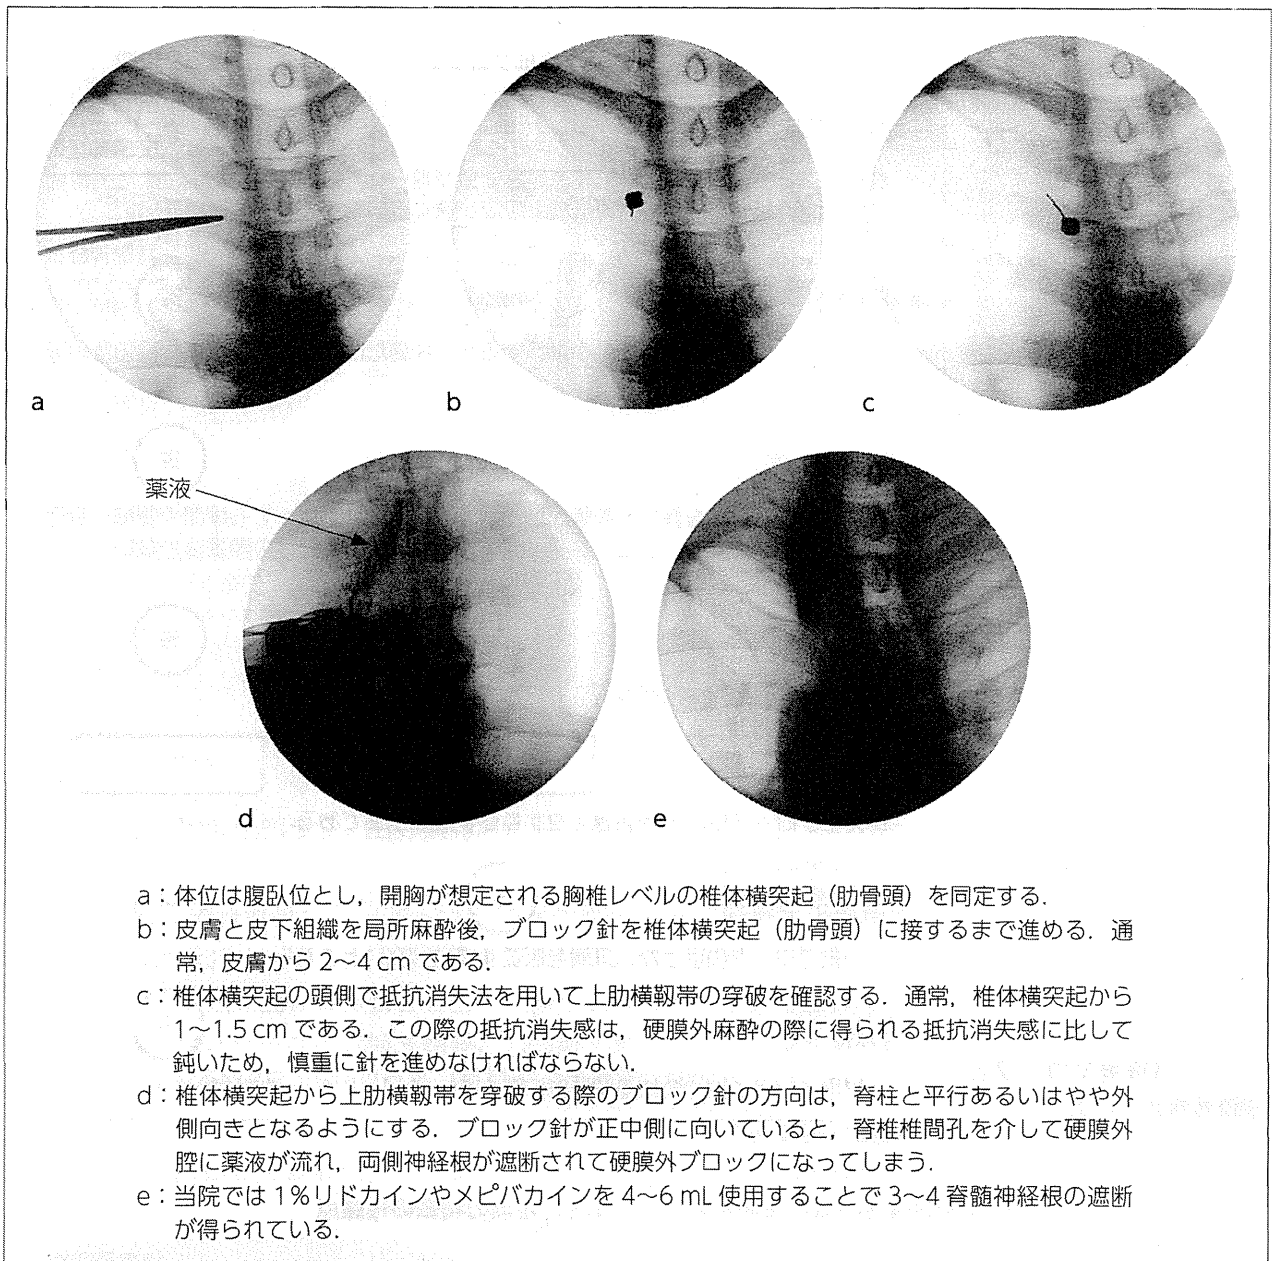 a
b
c
薬液
d
e
a：体位は腹臥位とし，開胸が想定される胸椎レベルの椎体横突起（肋骨頭）を同定する．
b：皮膚と皮下組織を局所麻酔後，ブロック針を椎体横突起（肋骨頭）に接するまで進める．通
常，皮膚から 2～4 cm である．
c：椎体横突起の頭側で抵抗消失法を用いて上肋横靱帯の穿破を確認する．通常，椎体横突起から
1～1.5 cm である．この際の抵抗消失感は，硬膜外麻酔の際に得られる抵抗消失感に比して
鈍いため，慎重に針を進めなければならない．
d：椎体横突起から上肋横靱帯を穿破する際のブロック針の方向は，脊柱と平行あるいはやや外
側向きとなるようにする．ブロック針が正中側に向いていると，脊椎椎間孔を介して硬膜外
腔に薬液が流れ，両側神経根が遮断されて硬膜外ブロックになってしまう．
e：当院では 1％リドカインやメピバカインを 4～6 mL 使用することで 3～4 脊髄神経根の遮断
が得られている．